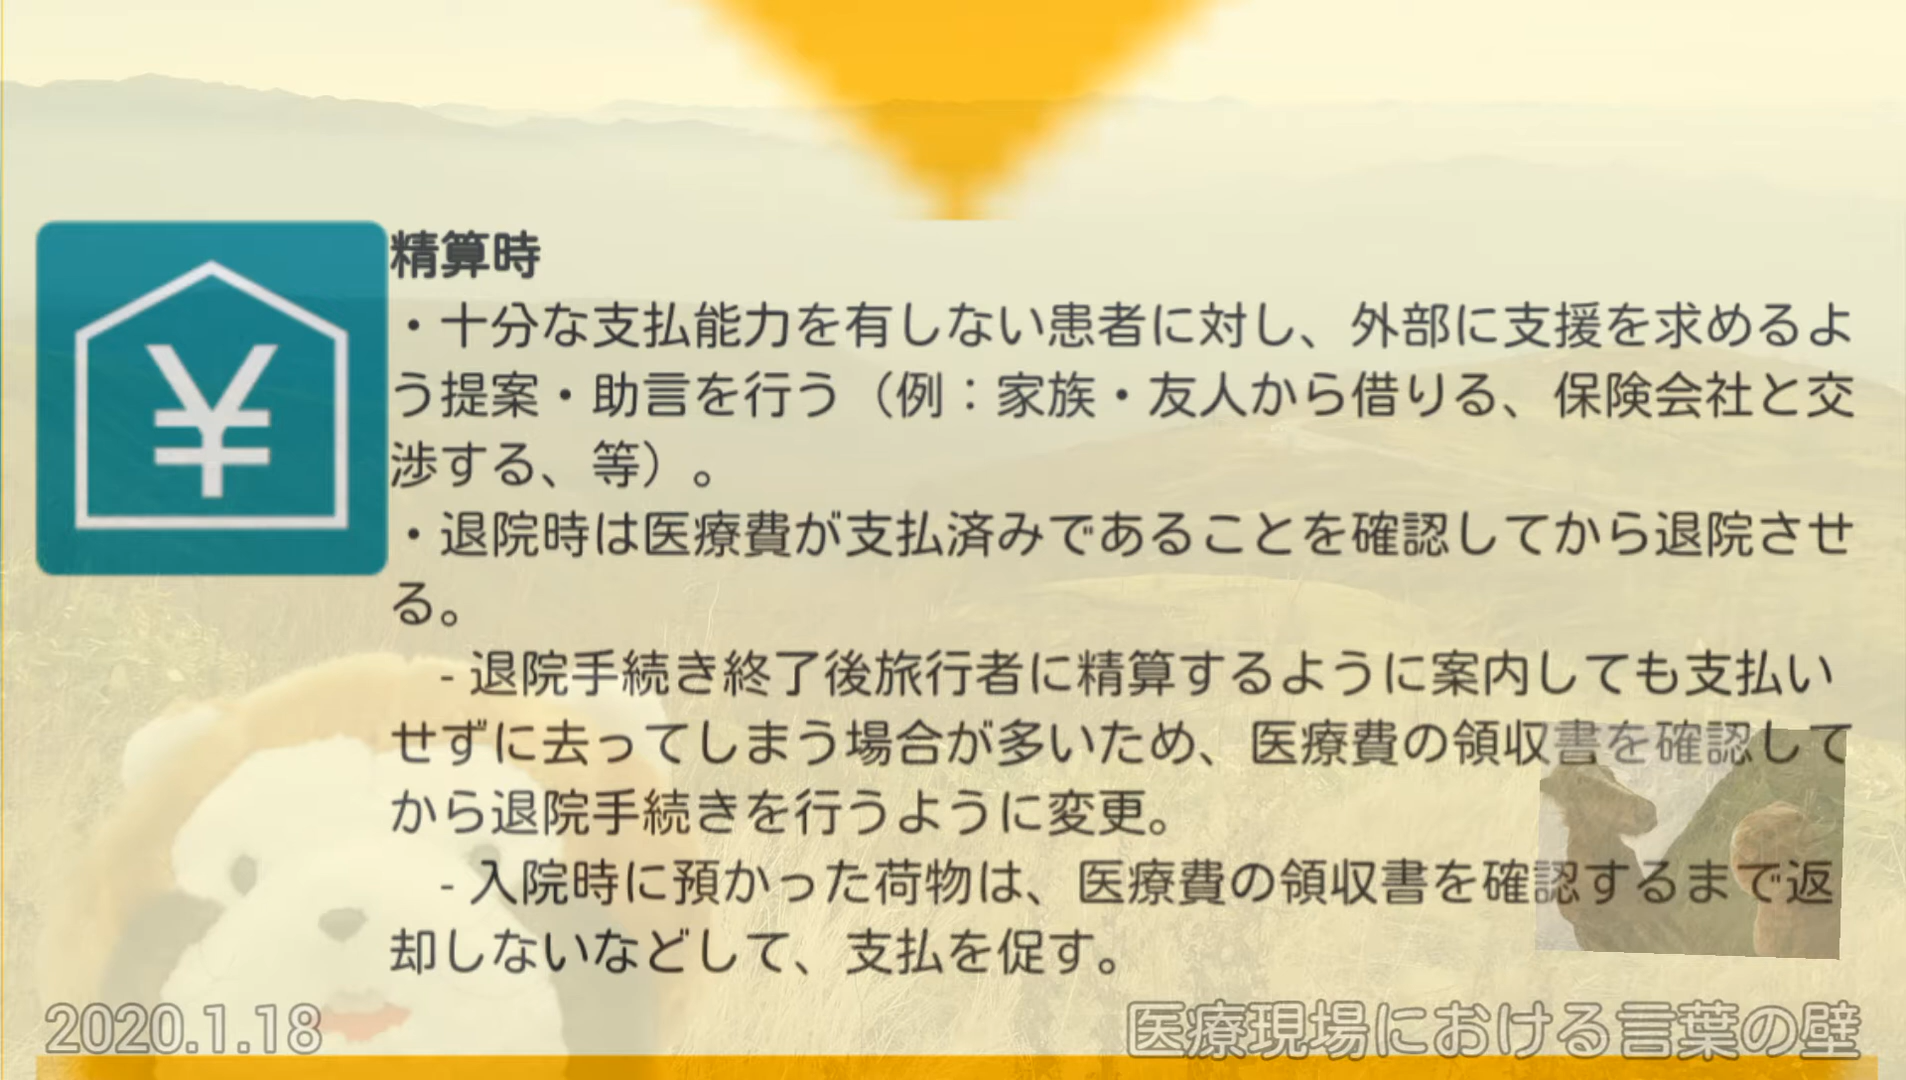 ¥
精算時
・十分な支払能力を有しない患者に対し、外部に支援を求めるよ
う提案・助言を行う（例：家族・友人から借りる、保険会社と交
渉する、等）。
・退院時は医療費が支払済みであることを確認してから退院させ
る。
- 退院手続き終了後旅行者に精算するように案内しても支払い
せずに去ってしまう場合が多いため、医療費の領収書を確認して
から退院手続きを行うように変更。
- 入院時に預かった荷物は、医療費の領収書を確認するまで返
却しないなどして、支払を促す。
2020.1.18
医療現場における言葉の壁